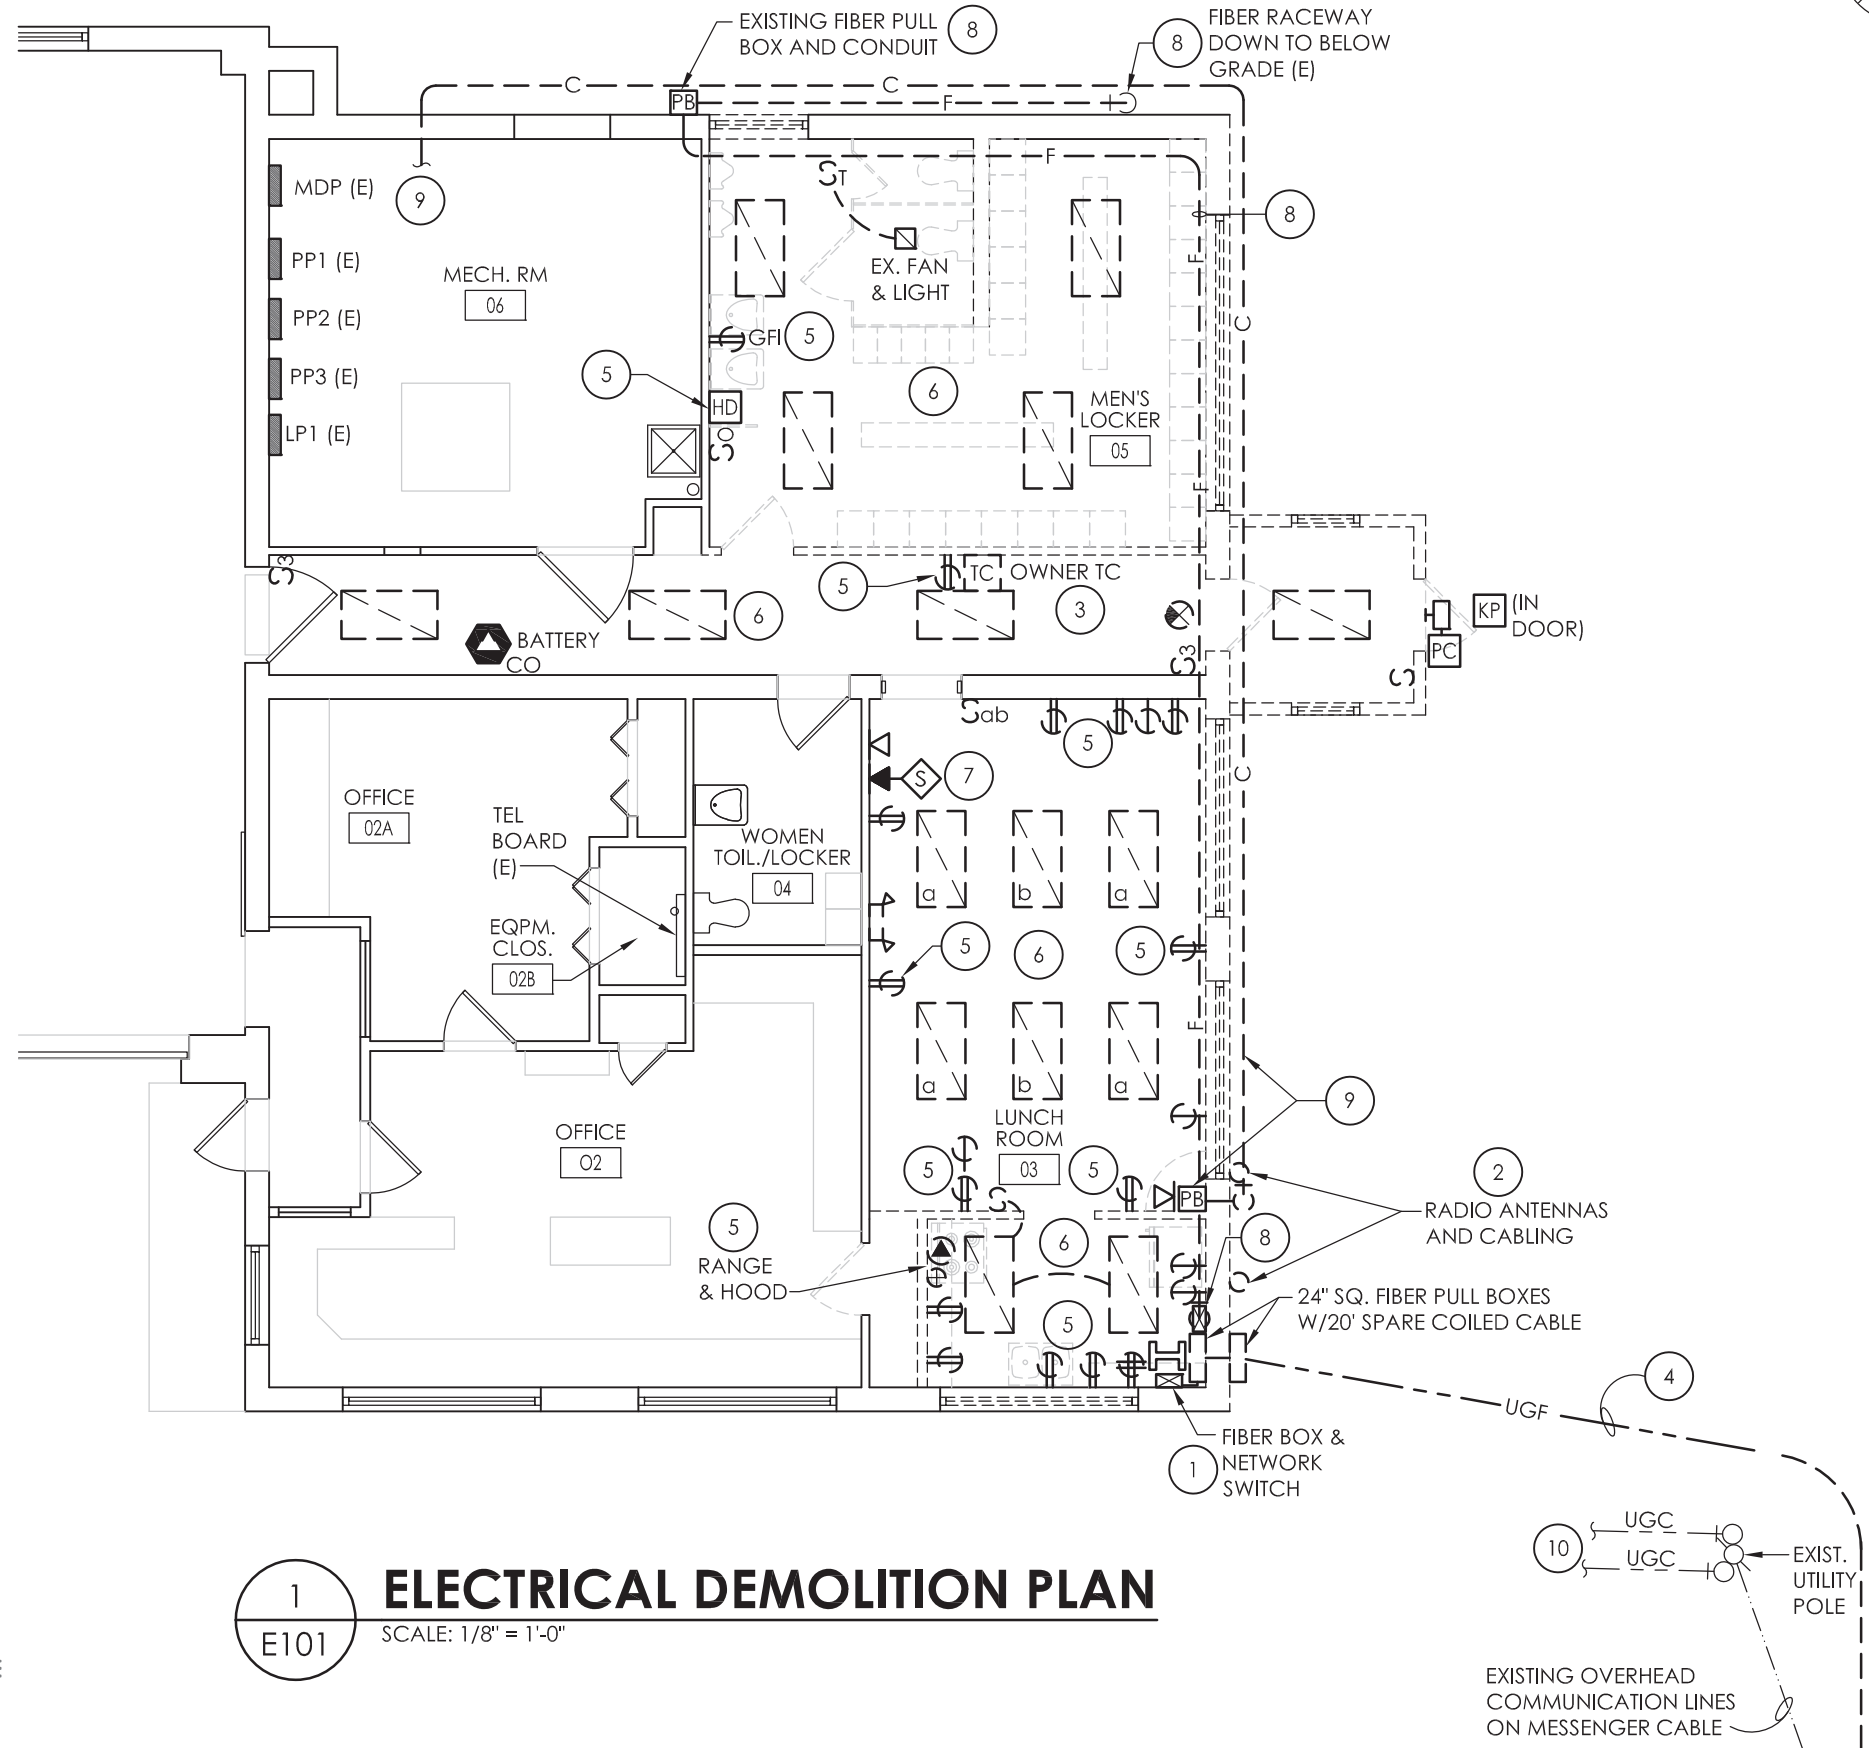 EXISTING FIBER PULL
BOX AND CONDUIT
8
8
FIBER RACEWAY
DOWN TO BELOW
GRADE (E)
C
C
PB
F
F
MDP (E)
9
ST
8
PP1 (E)
MECH. RM
06
EX. FAN
& LIGHT
F
PP2 (E)
GFI
5
C
PP3 (E)
5
6
HD
MEN'S
LOCKER
05
LP1 (E)
S
O
F
S3
5
TC
OWNER TC
3
6
KP
(IN
DOOR)
BATTERY
CO
PC
S3
S
Sab
5
C
S
7
OFFICE
02A
TEL
BOARD
(E)
WOMEN
TOIL./LOCKER
04
a
b
a
EQPM.
CLOS.
02B
5
6
5
F
a
b
a
9
OFFICE
02
LUNCH
ROOM
03
5
5
2
S
PB
RADIO ANTENNAS
AND CABLING
5
RANGE
& HOOD
6
8
5
24" SQ. FIBER PULL BOXES
W/20' SPARE COILED CABLE
4
UGF
1
FIBER BOX &
NETWORK
SWITCH
10
UGC
UGC
EXIST.
UTILITY
POLE
1
E101
ELECTRICAL DEMOLITION PLAN
SCALE: 1/8" = 1'-0"
EXISTING OVERHEAD
COMMUNICATION LINES
ON MESSENGER CABLE